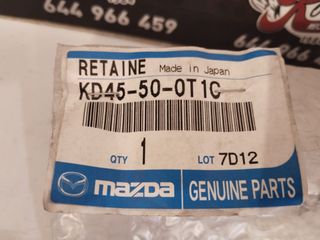 644 966 459
RETAINE Made in Japan
KD45-50-0T1C
QTY 1 LOT 7D12
mazda GENUINE PARTS